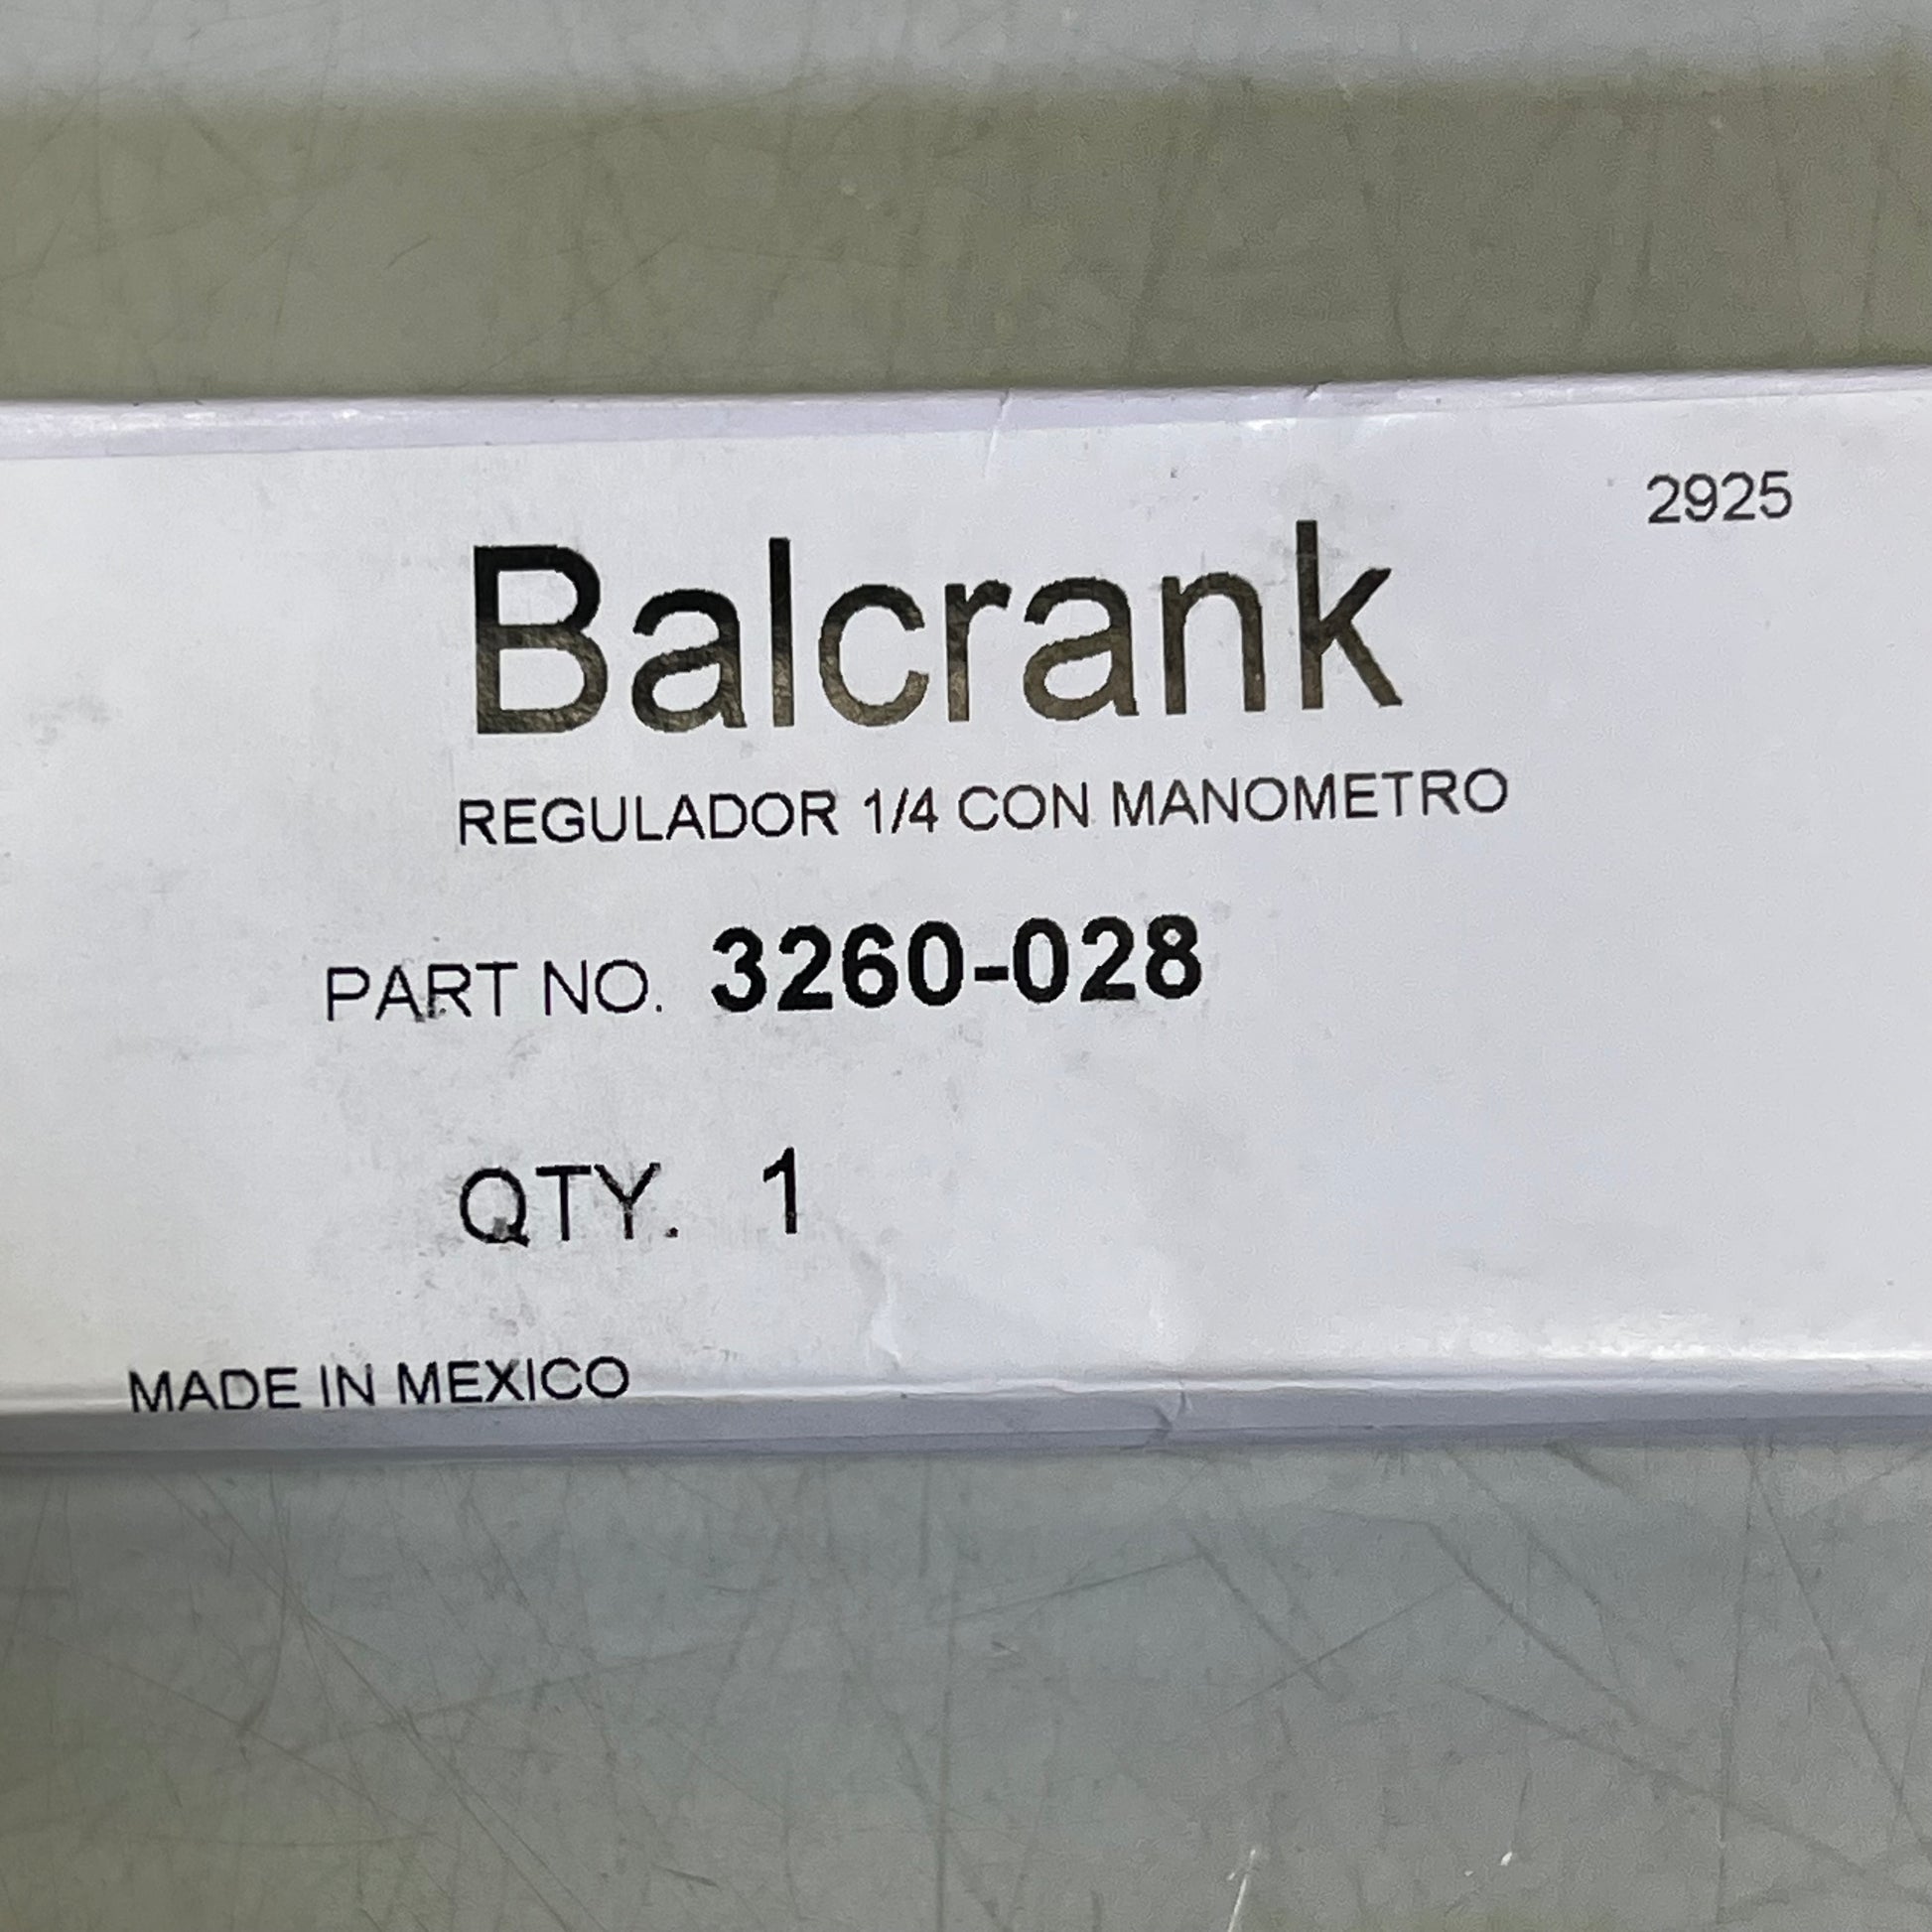 2925
Balcrank
REGULADOR 1/4 CON MANOMETRO
PART NO. 3260-028
QTY. 1
MADE IN MEXICO